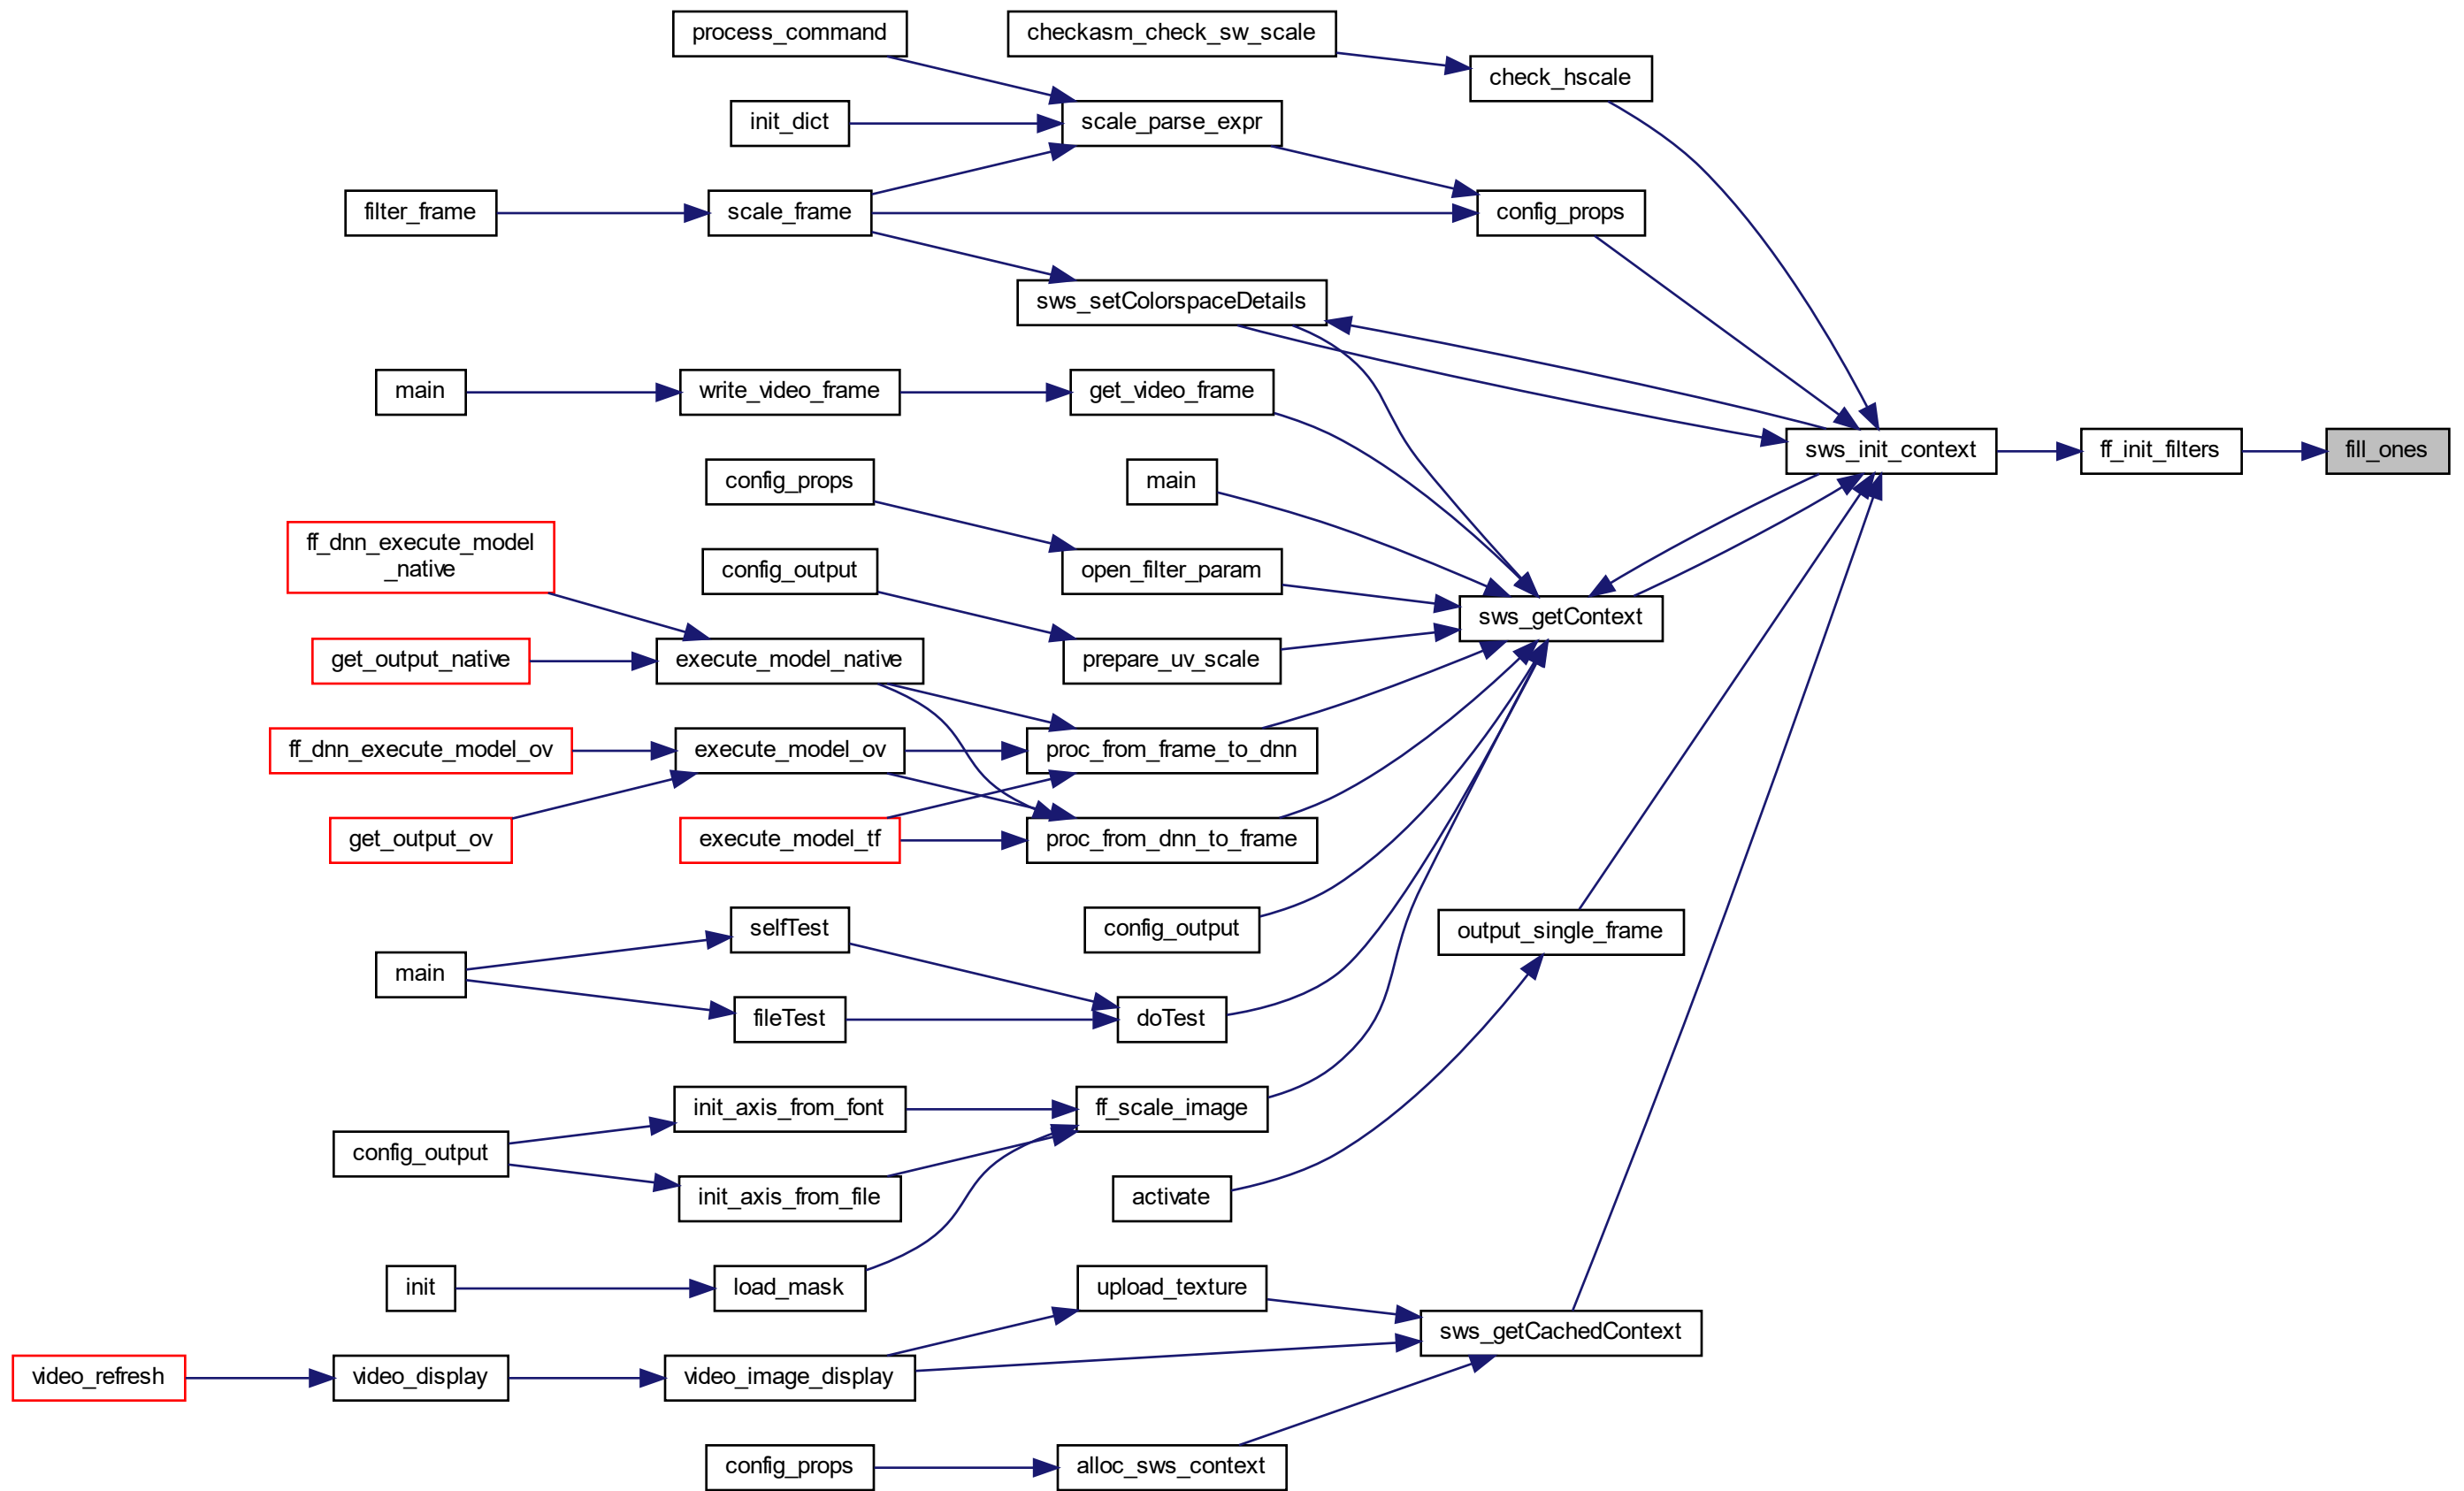 process_command
checkasm_check_sw_scale
check_hscale
init_dict
scale_parse_expr
filter_frame
scale_frame
config_props
sws_setColorspaceDetails
main
write_video_frame
get_video_frame
sws_init_context
ff_init_filters
fill_ones
config_props
main
ff_dnn_execute_model
_native
config_output
open_filter_param
sws_getContext
get_output_native
execute_model_native
prepare_uv_scale
ff_dnn_execute_model_ov
execute_model_ov
proc_from_frame_to_dnn
get_output_ov
execute_model_tf
proc_from_dnn_to_frame
selfTest
config_output
output_single_frame
main
fileTest
doTest
init_axis_from_font
ff_scale_image
config_output
init_axis_from_file
activate
init
load_mask
upload_texture
sws_getCachedContext
video_refresh
video_display
video_image_display
config_props
alloc_sws_context